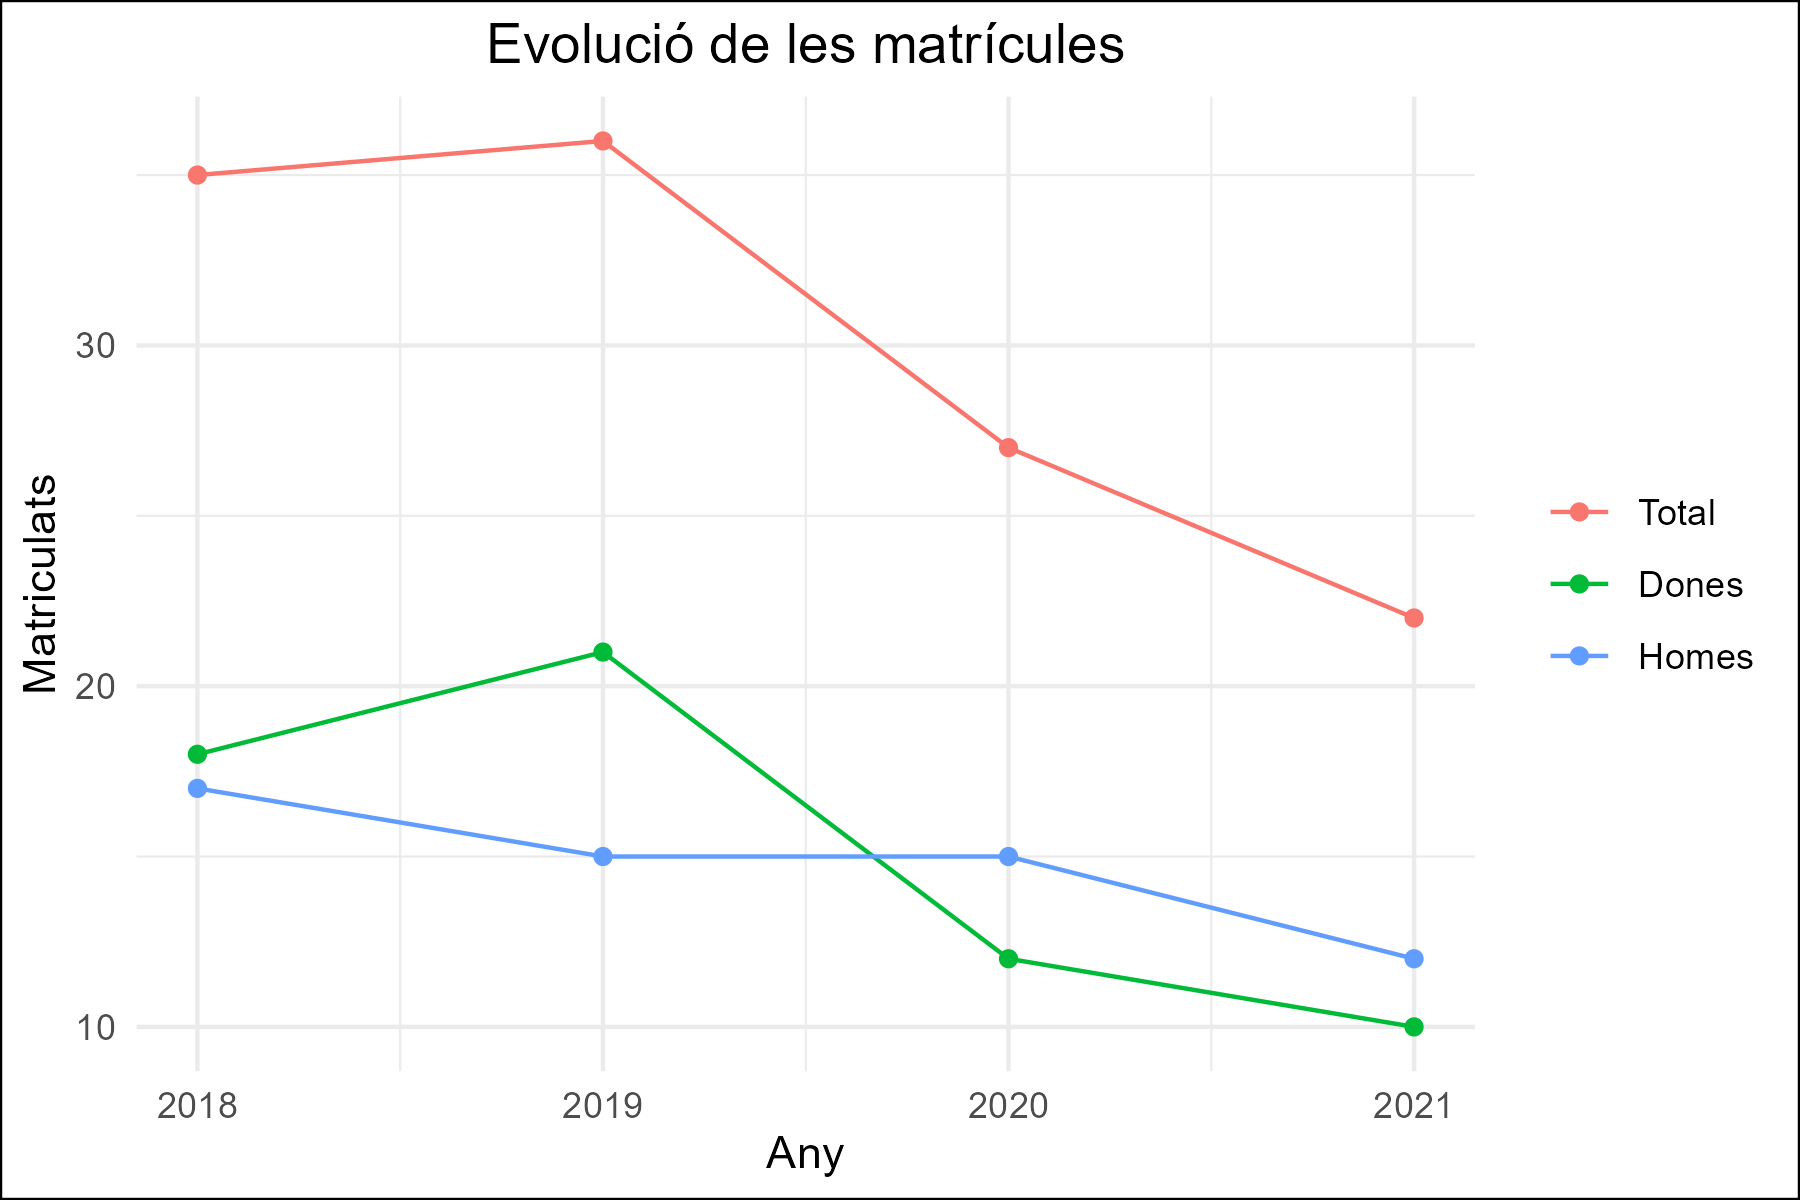 Evolució de les matrícules
Matriculats
30
20
10
2018
2019
2020
2021
Any
Total
Dones
Homes